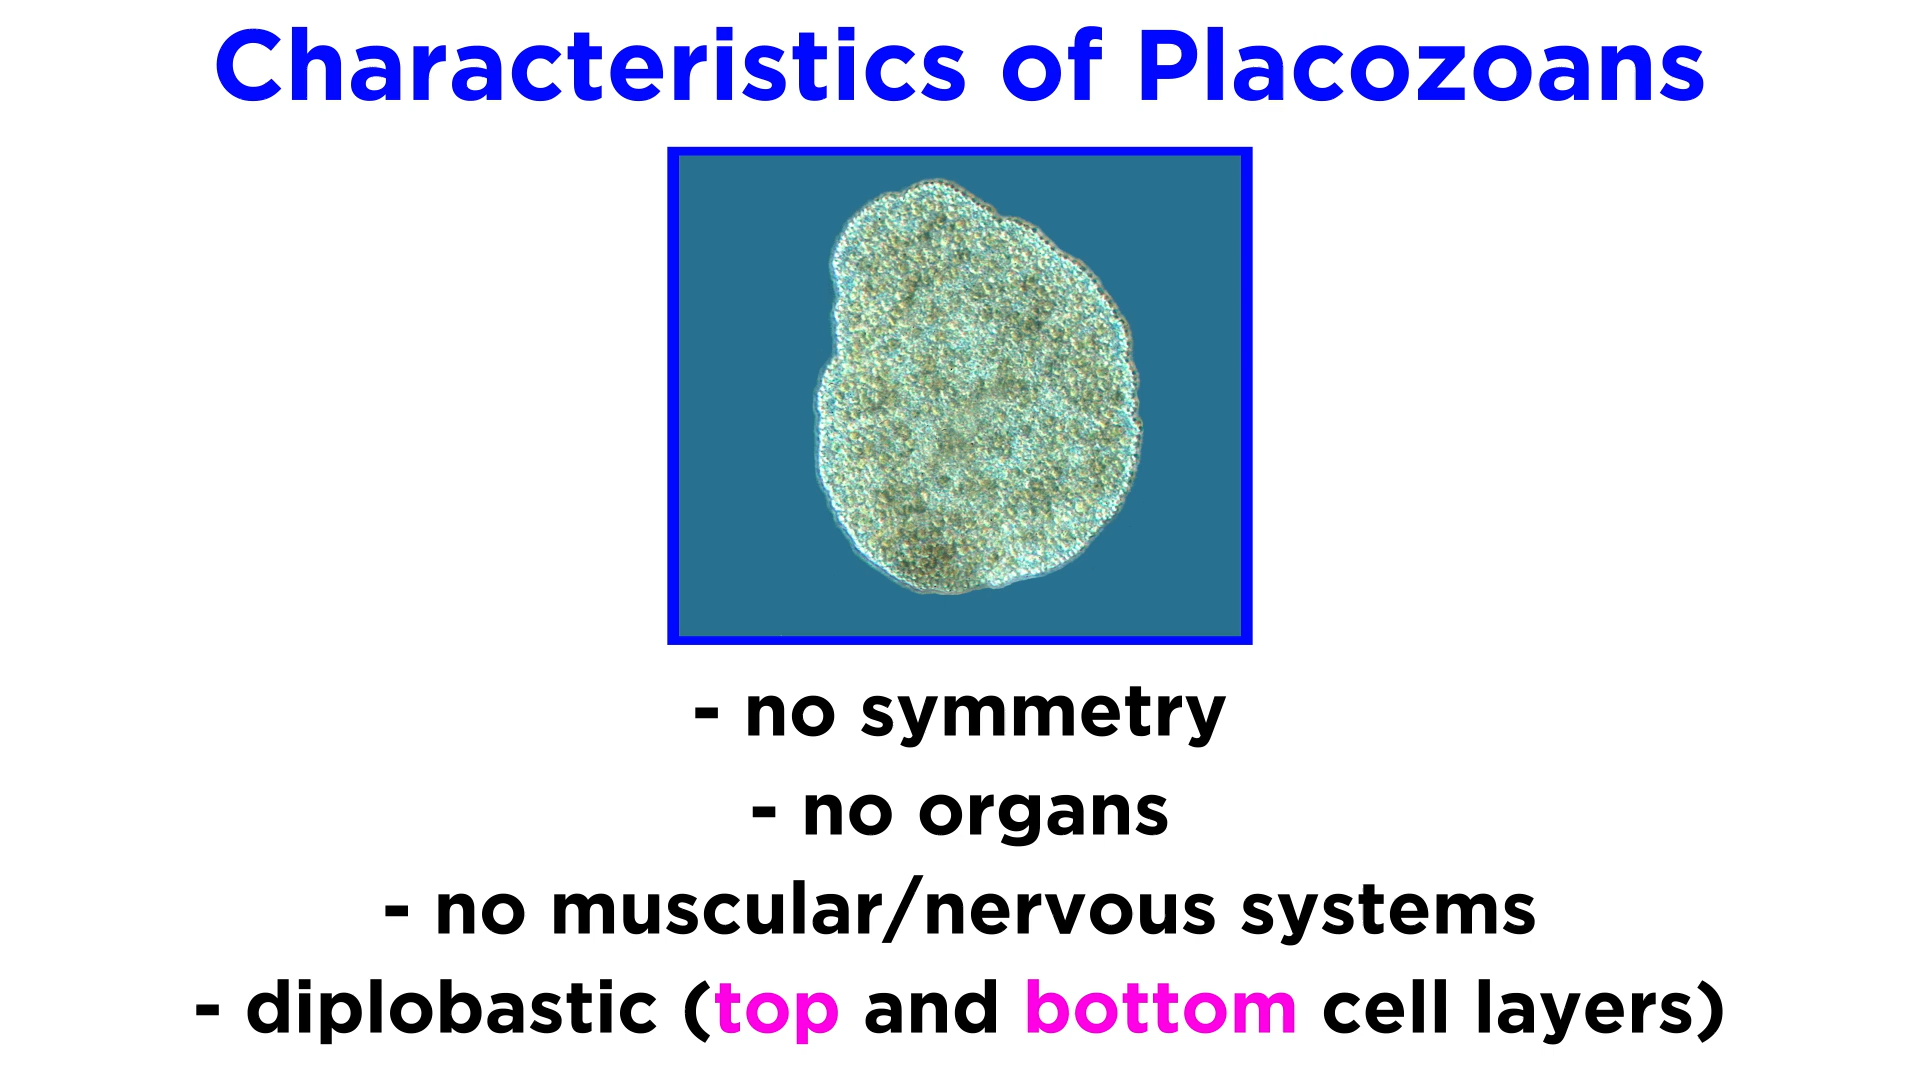 Characteristics of Placozoans
- no symmetry
- no organs
- no muscular/nervous systems
- diplobastic (top and bottom cell layers)